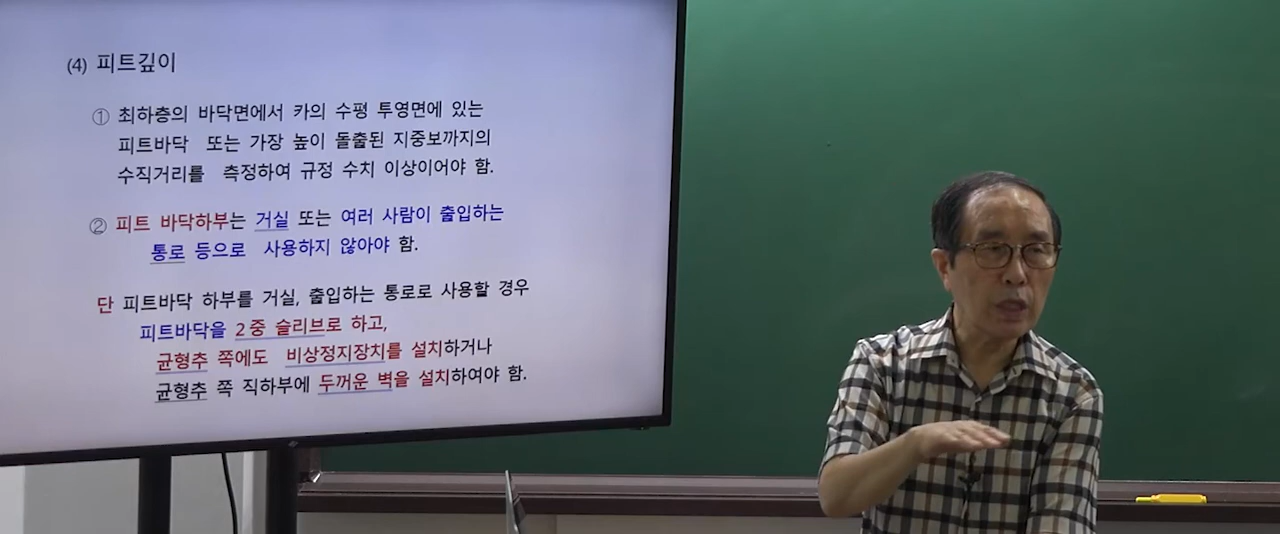 (4) 피트깊이
① 최하층의 바닥면에서 카의 수평 투영면에 있는
피트바닥 또는 가장 높이 돌출된 지중보까지의
수직거리를 측정하여 규정 수치 이상이어야 함.
② 피트 바닥하부는 거실 또는 여러 사람이 출입하는
통로 등으로 사용하지 않아야 함.
단 피트바닥 하부를 거실, 출입하는 통로로 사용할 경우
피트바닥을 2중 슬리브로 하고,
균형추 쪽에도 비상정지장치를 설치하거나
균형추 쪽 직하부에 두꺼운 벽을 설치하여야 함.